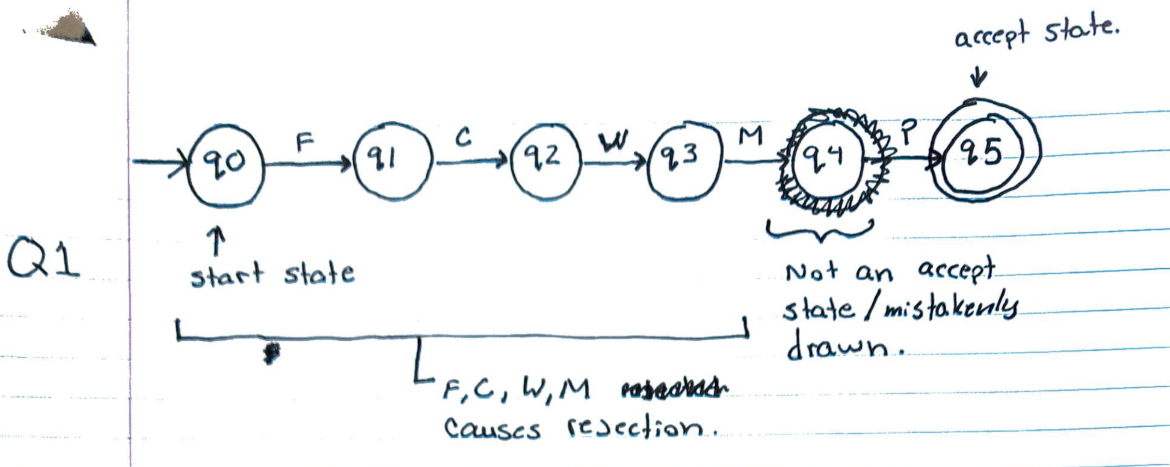 accept state.
F C W M P
q0 q1 q2 q3 q4 q5
Q1
start state
Not an accept
state/mistakenly
drawn.
F, C, W, M
causes rejection.